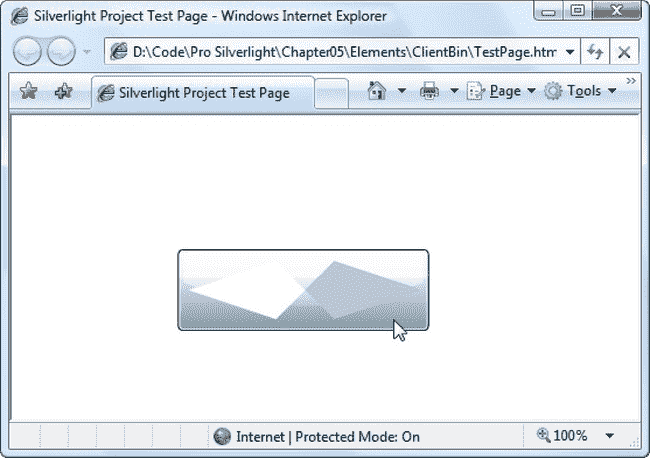 Silverlight Project Test Page - Windows Internet Explorer
D:\Code\Pro Silverlight\Chapter05\Elements\ClientBin\TestPage.htm
Silverlight Project Test Page
Page
Tools
Internet | Protected Mode: On
100%